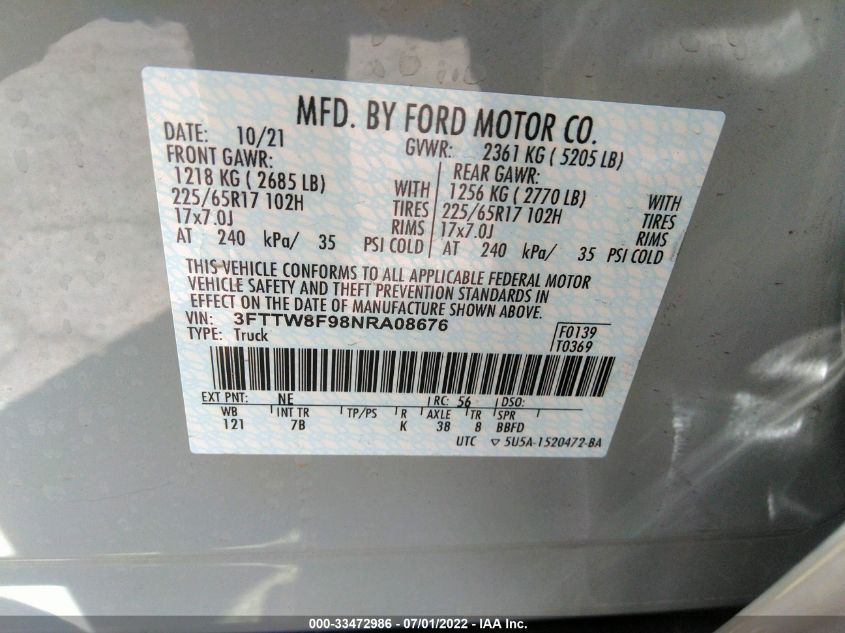 MFD. BY FORD MOTOR CO.
DATE: 10/21 GVWR: 2361 KG ( 5205 LB)
FRONT GAWR: REAR GAWR:
1218 KG ( 2685 LB) WITH 1256 KG ( 2770 LB) WITH
225/65R17 102H TIRES 225/65R17 102H TIRES
17x7.0J RIMS 17x7.0J RIMS
AT 240 kPa/ 35 PSI COLD AT 240 kPa/ 35 PSI COLD
THIS VEHICLE CONFORMS TO ALL APPLICABLE FEDERAL MOTOR
VEHICLE SAFETY AND THEFT PREVENTION STANDARDS IN
EFFECT ON THE DATE OF MANUFACTURE SHOWN ABOVE.
VIN: 3FTTW8F98NRA08676
TYPE: Truck
F0139
T0369
EXT PNT: NE RC: 56 DSO:
WB INT TR TP/PS R AXLE TR SPR
121 7B K 38 8 BBFD
UTC ▽ 5U5A-1520472-BA
000-33472986 - 07/01/2022 - IAA Inc.